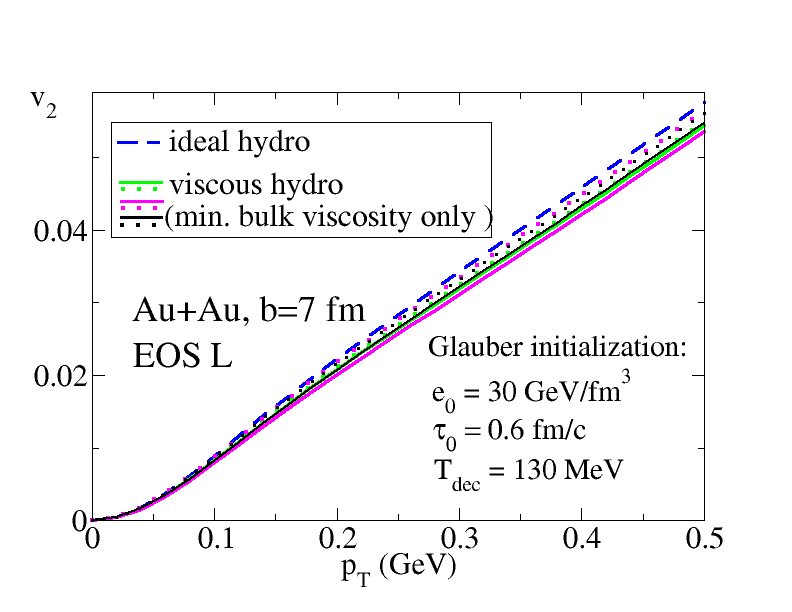 v2
ideal hydro
viscous hydro
(min. bulk viscosity only )
0.04
Au+Au, b=7 fm
EOS L
Glauber initialization:
0.02
e0 = 30 GeV/fm3
τ0 = 0.6 fm/c
Tdec = 130 MeV
0
0 0.1 0.2 0.3 0.4 0.5
pT (GeV)